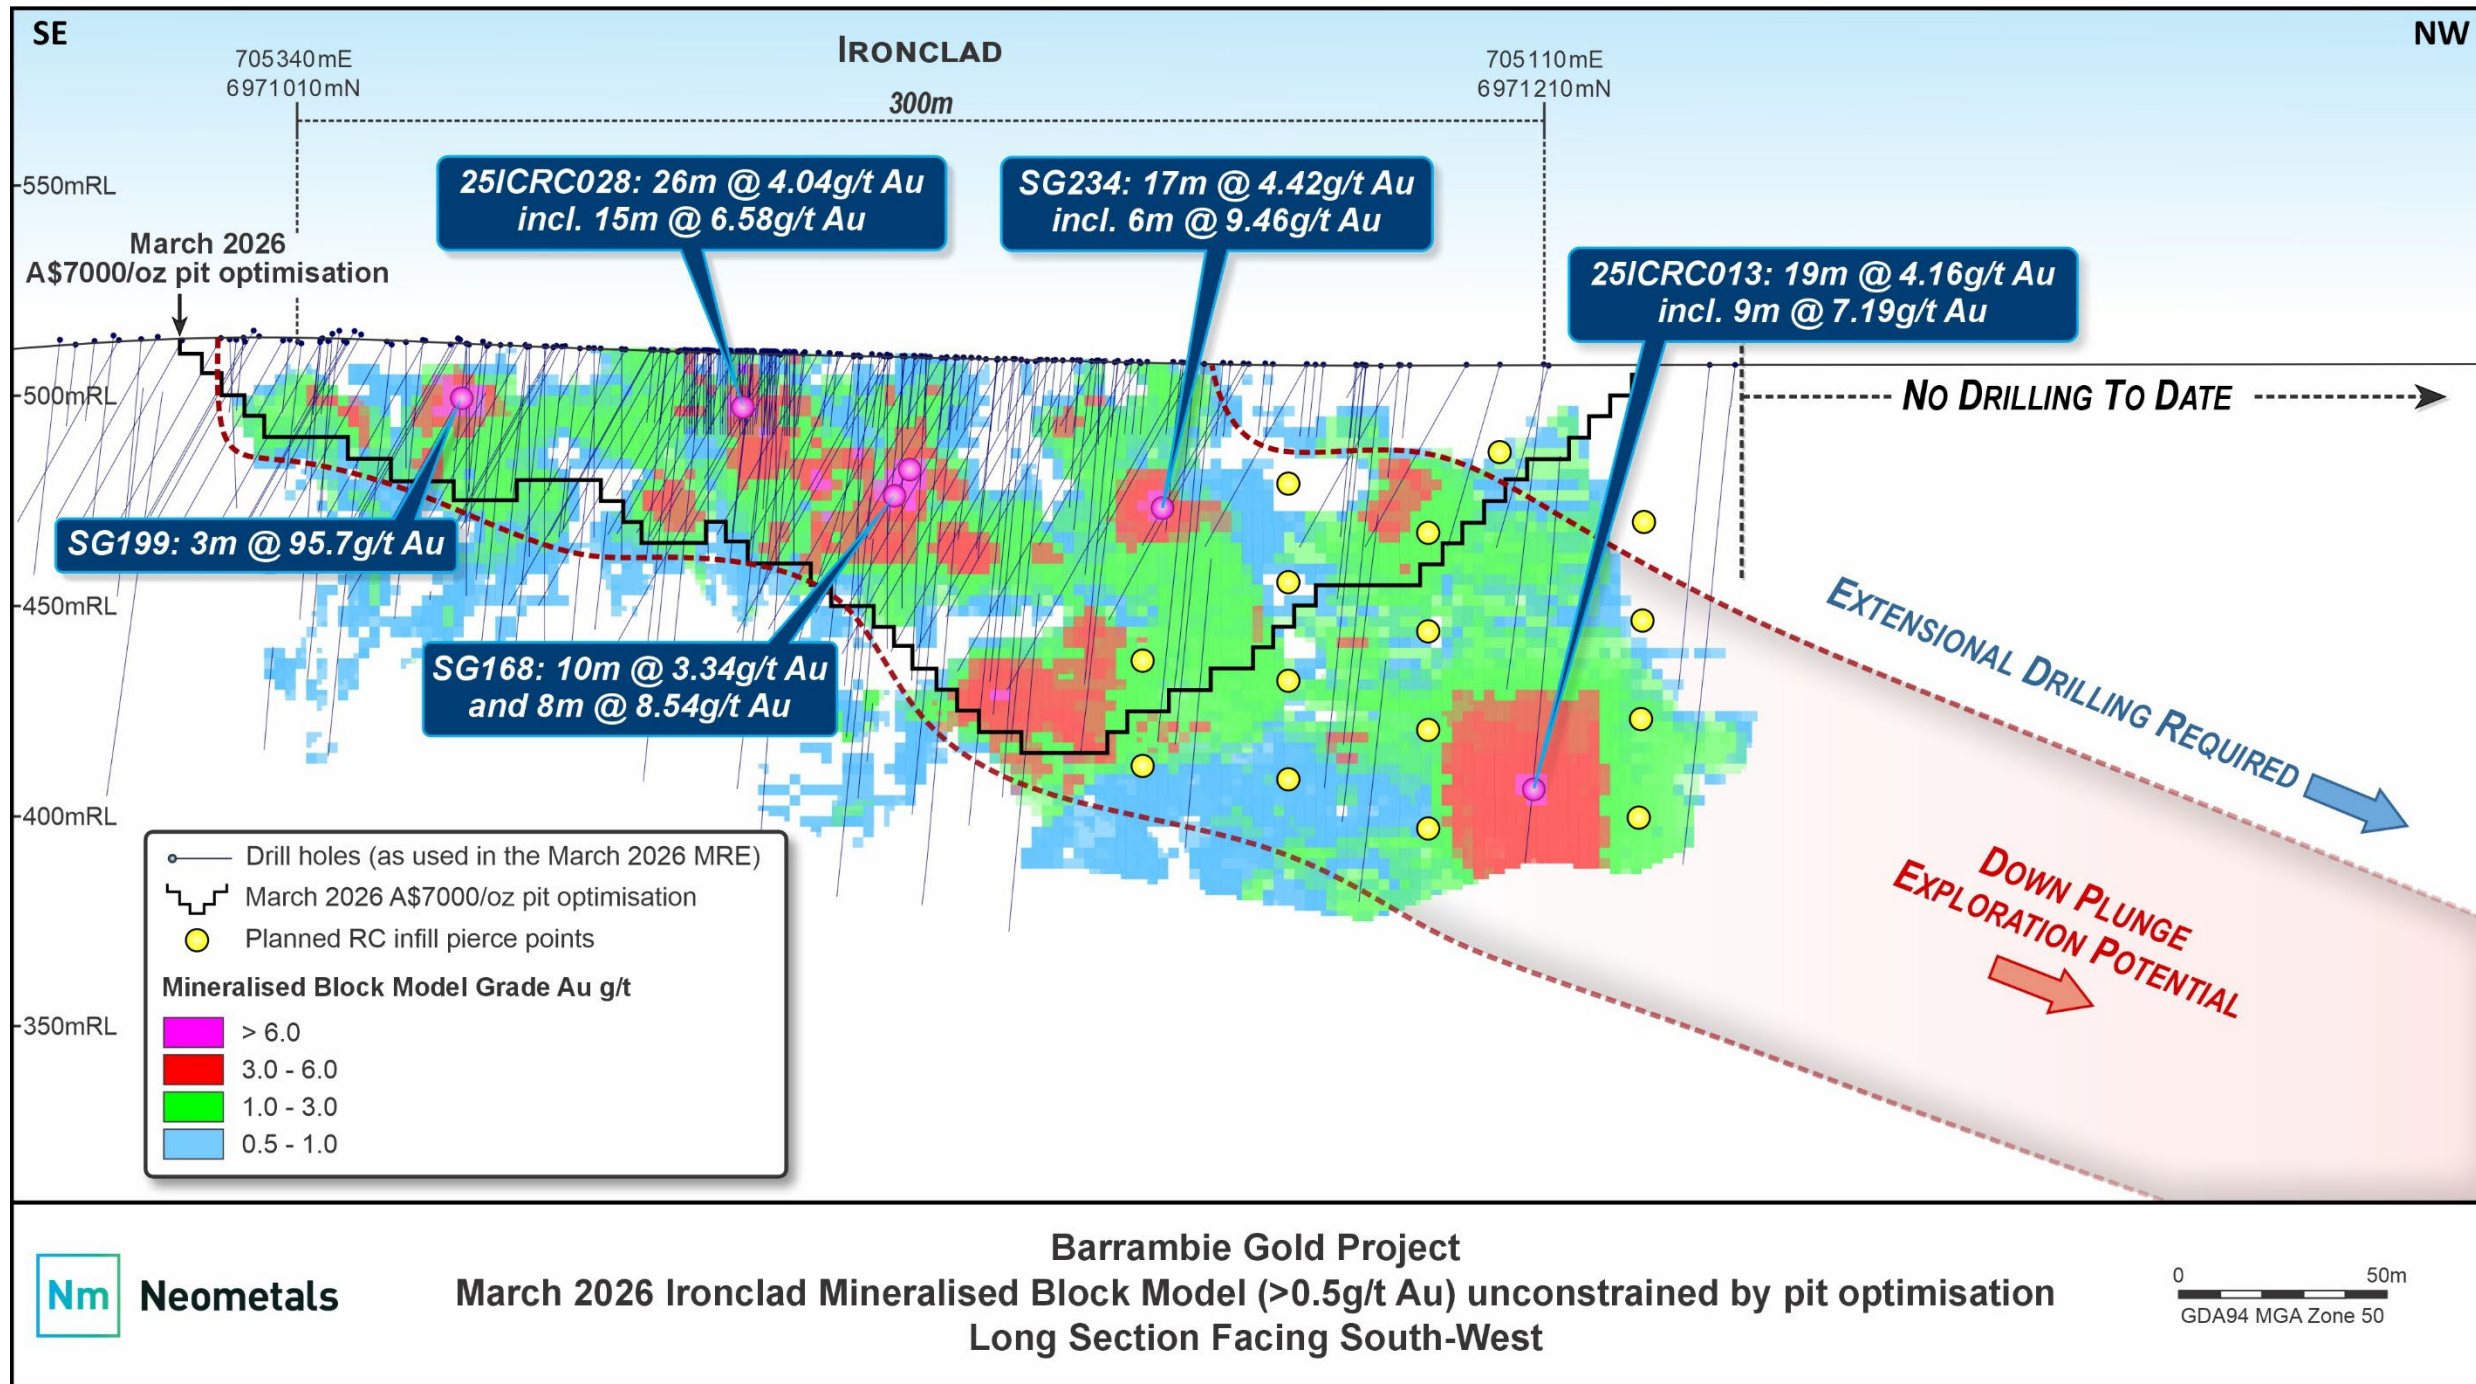 SE
NW
705340mE
6971010mN
IRONCLAD
300m
705110mE
6971210mN
550mRL
500mRL
450mRL
400mRL
350mRL
March 2026
A$7000/oz pit optimisation
25ICRC028: 26m @ 4.04g/t Au
incl. 15m @ 6.58g/t Au
SG234: 17m @ 4.42g/t Au
incl. 6m @ 9.46g/t Au
25ICRC013: 19m @ 4.16g/t Au
incl. 9m @ 7.19g/t Au
NO DRILLING TO DATE
SG199: 3m @ 95.7g/t Au
SG168: 10m @ 3.34g/t Au
and 8m @ 8.54g/t Au
EXTENSIONAL DRILLING REQUIRED
DOWN PLUNGE
EXPLORATION POTENTIAL
Drill holes (as used in the March 2026 MRE)
March 2026 A$7000/oz pit optimisation
Planned RC infill pierce points
Mineralised Block Model Grade Au g/t
> 6.0
3.0 - 6.0
1.0 - 3.0
0.5 - 1.0
Nm Neometals
Barrambie Gold Project
March 2026 Ironclad Mineralised Block Model (>0.5g/t Au) unconstrained by pit optimisation
Long Section Facing South-West
0 50m
GDA94 MGA Zone 50